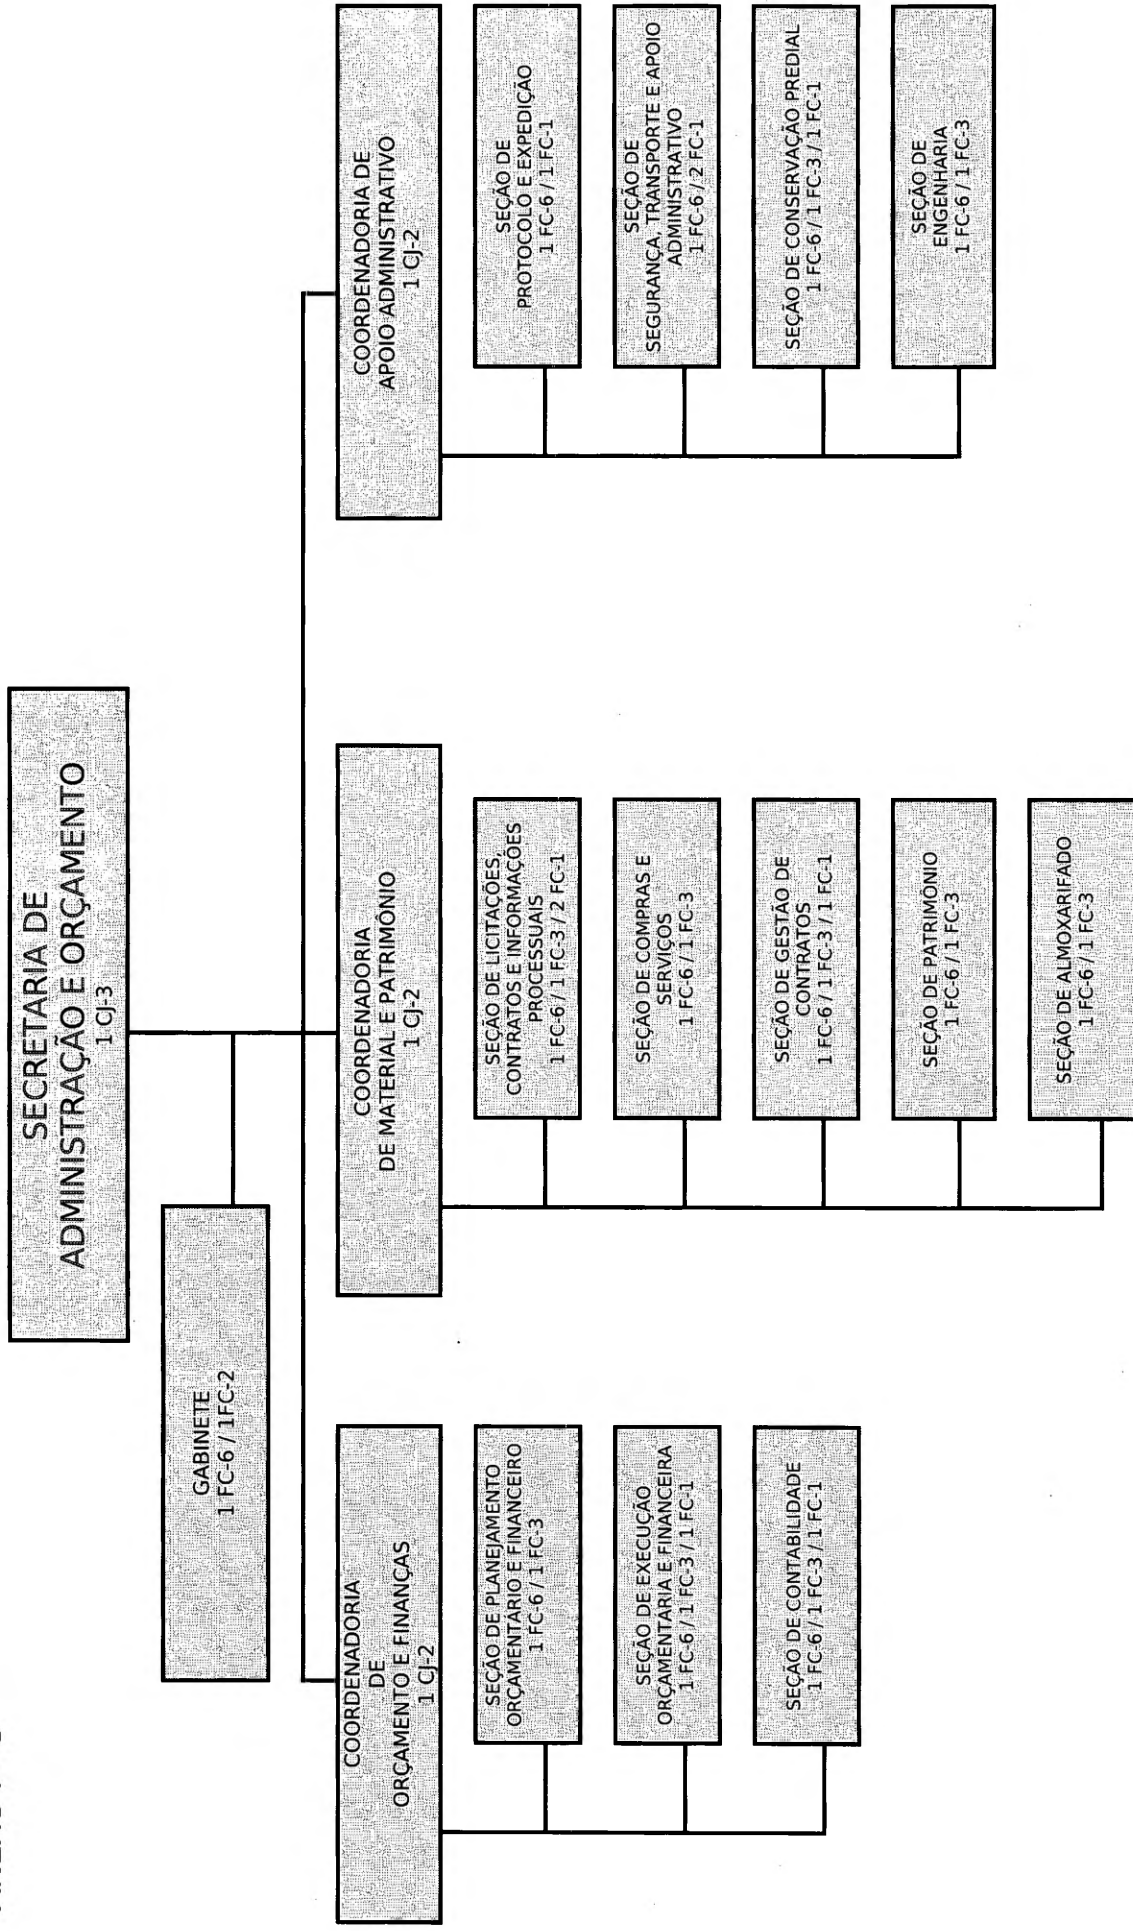 SECRETARIA DE
ADMINISTRAÇÃO E ORÇAMENTO
1 CJ-3
GABINETE
1 FC-6 / 1FC-2
COORDENADORIA
DE
ORÇAMENTO E FINANÇAS
1 CJ-2
SEÇÃO DE PLANEJAMENTO
ORÇAMENTÁRIO E FINANCEIRO
1 FC-6 / 1 FC-3
SEÇÃO DE EXECUÇÃO
ORÇAMENTÁRIA E FINANCEIRA
1 FC-6 / 1 FC-3 / 1 FC-1
SEÇÃO DE CONTABILIDADE
1 FC-6 / 1 FC-3 / 1 FC-1
COORDENADORIA
DE MATERIAL E PATRIMÔNIO
1 CJ-2
SEÇÃO DE LICITAÇÕES,
CONTRATOS E INFORMAÇÕES
PROCESSUAIS
1 FC-6 / 1 FC-3 / 2 FC-1
SEÇÃO DE COMPRAS E
SERVIÇOS
1 FC-6 / 1 FC-3
SEÇÃO DE GESTÃO DE
CONTRATOS
1 FC-6 / 1 FC-3 / 1 FC-1
SEÇÃO DE PATRIMÔNIO
1 FC-6 / 1 FC-3
SEÇÃO DE ALMOXARIFADO
1 FC-6 / 1 FC-3
COORDENADORIA DE
APOIO ADMINISTRATIVO
1 CJ-2
SEÇÃO DE
PROTOCOLO E EXPEDIÇÃO
1 FC-6 / 1 FC-1
SEÇÃO DE
SEGURANÇA, TRANSPORTE E APOIO
ADMINISTRATIVO
1 FC-6 / 2 FC-1
SEÇÃO DE CONSERVAÇÃO PREDIAL
1 FC-6 / 1 FC-3 / 1 FC-1
SEÇÃO DE
ENGENHARIA
1 FC-6 / 1 FC-3